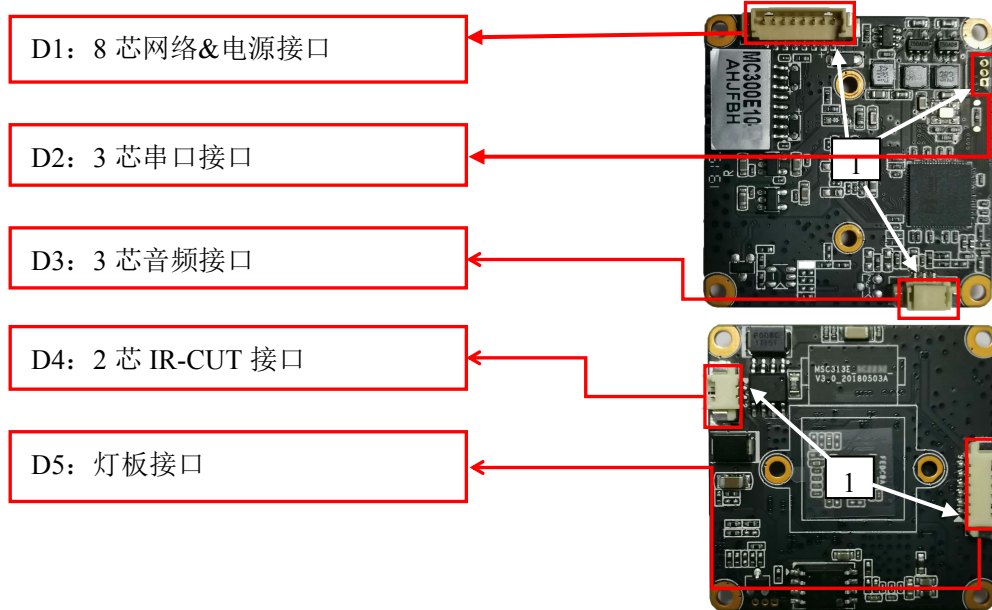 D1：8 芯网络&电源接口
D2：3 芯串口接口
D3：3 芯音频接口
D4：2 芯 IR-CUT 接口
D5：灯板接口
MC300E10
AHJFBH
1
R
MSC313E_
V3_0_20180503A
FEDCBA
1